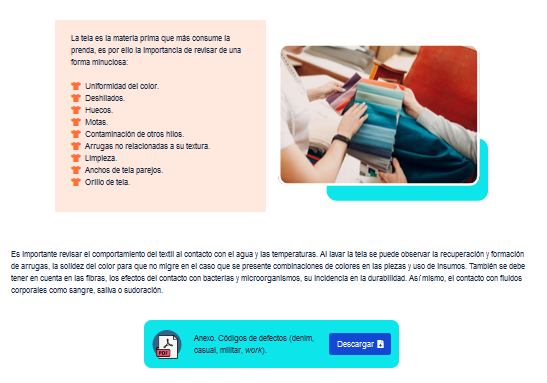 La tela es la materia prima que más consume la
prenda, es por ello la importancia de revisar de una
forma minuciosa:
Uniformidad del color.
Deshilados.
Huecos.
Motas.
Contaminación de otros hilos.
Arrugas no relacionadas a su textura.
Limpieza.
Anchos de tela parejos.
Orillo de tela.
Es importante revisar el comportamiento del textil al contacto con el agua y las temperaturas. Al lavar la tela se puede observar la recuperación y formación
de arrugas, la solidez del color para que no migre en el caso que se presente combinaciones de colores en las piezas y uso de insumos. También se debe
tener en cuenta en las fibras, los efectos del contacto con bacterias y microorganismos, su incidencia en la durabilidad. Así mismo, el contacto con fluidos
corporales como sangre, saliva o sudoración.
PDF
Anexo. Códigos de defectos (denim,
casual, militar, work).
Descargar